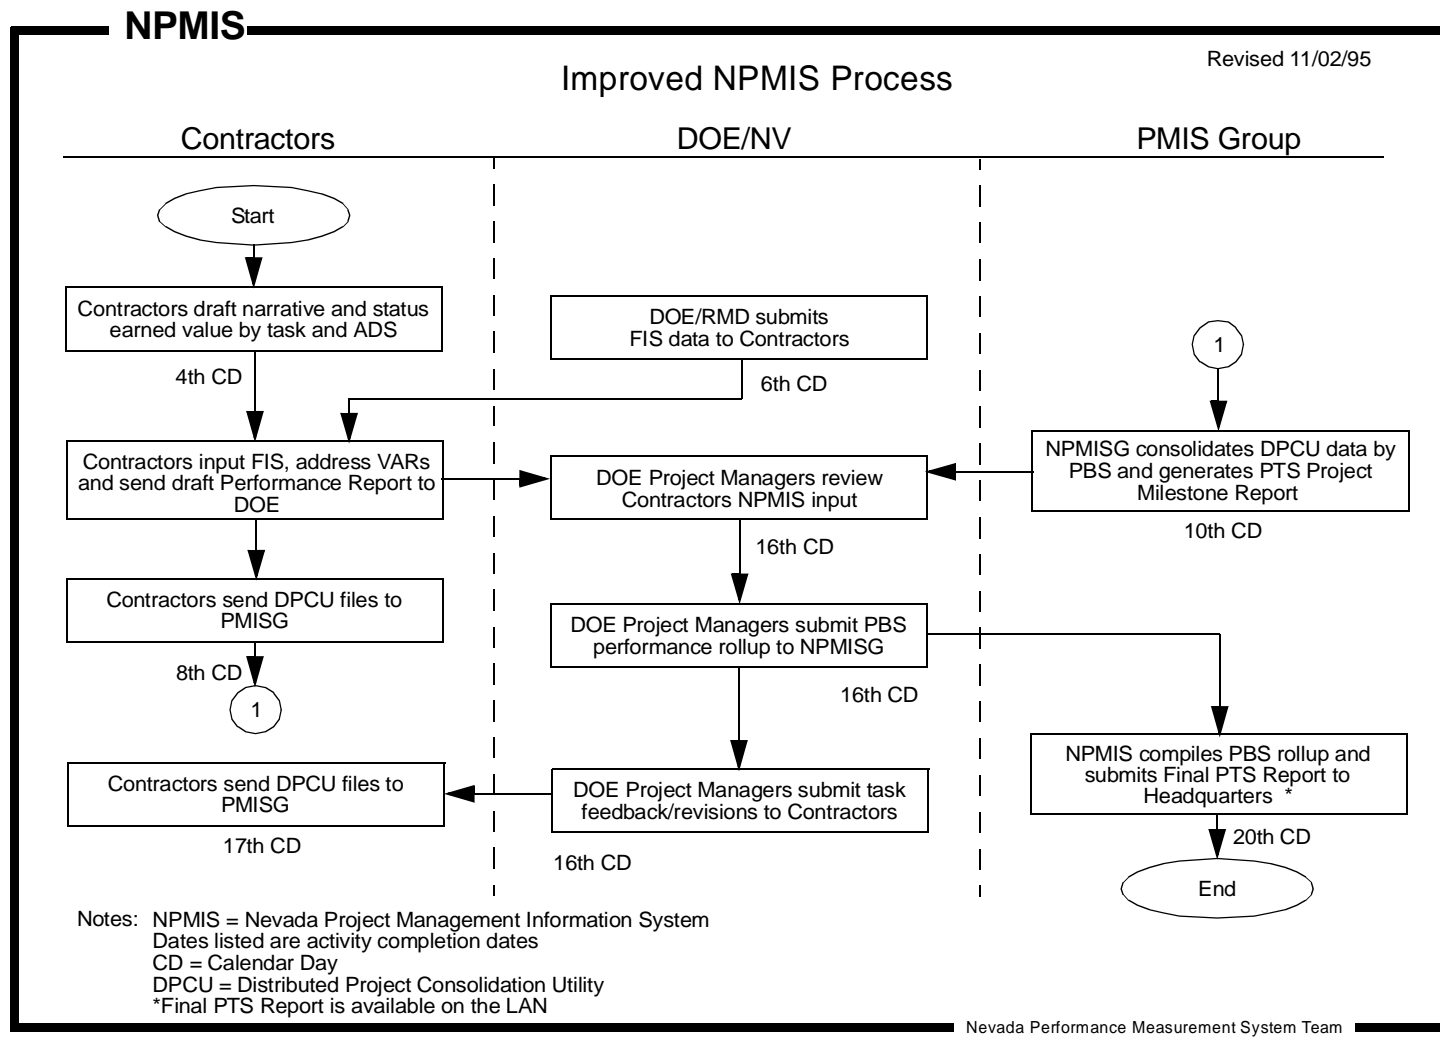 NPMIS
Revised 11/02/95
Improved NPMIS Process
Contractors
DOE/NV
PMIS Group
Start
Contractors draft narrative and status
earned value by task and ADS
4th CD
DOE/RMD submits
FIS data to Contractors
6th CD
1
Contractors input FIS, address VARs
and send draft Performance Report to
DOE
DOE Project Managers review
Contractors NPMIS input
16th CD
NPMISG consolidates DPCU data by
PBS and generates PTS Project
Milestone Report
10th CD
Contractors send DPCU files to
PMISG
8th CD
1
DOE Project Managers submit PBS
performance rollup to NPMISG
16th CD
Contractors send DPCU files to
PMISG
17th CD
DOE Project Managers submit task
feedback/revisions to Contractors
16th CD
NPMIS compiles PBS rollup and
submits Final PTS Report to
Headquarters *
20th CD
End
Notes: NPMIS = Nevada Project Management Information System
Dates listed are activity completion dates
CD = Calendar Day
DPCU = Distributed Project Consolidation Utility
*Final PTS Report is available on the LAN
Nevada Performance Measurement System Team